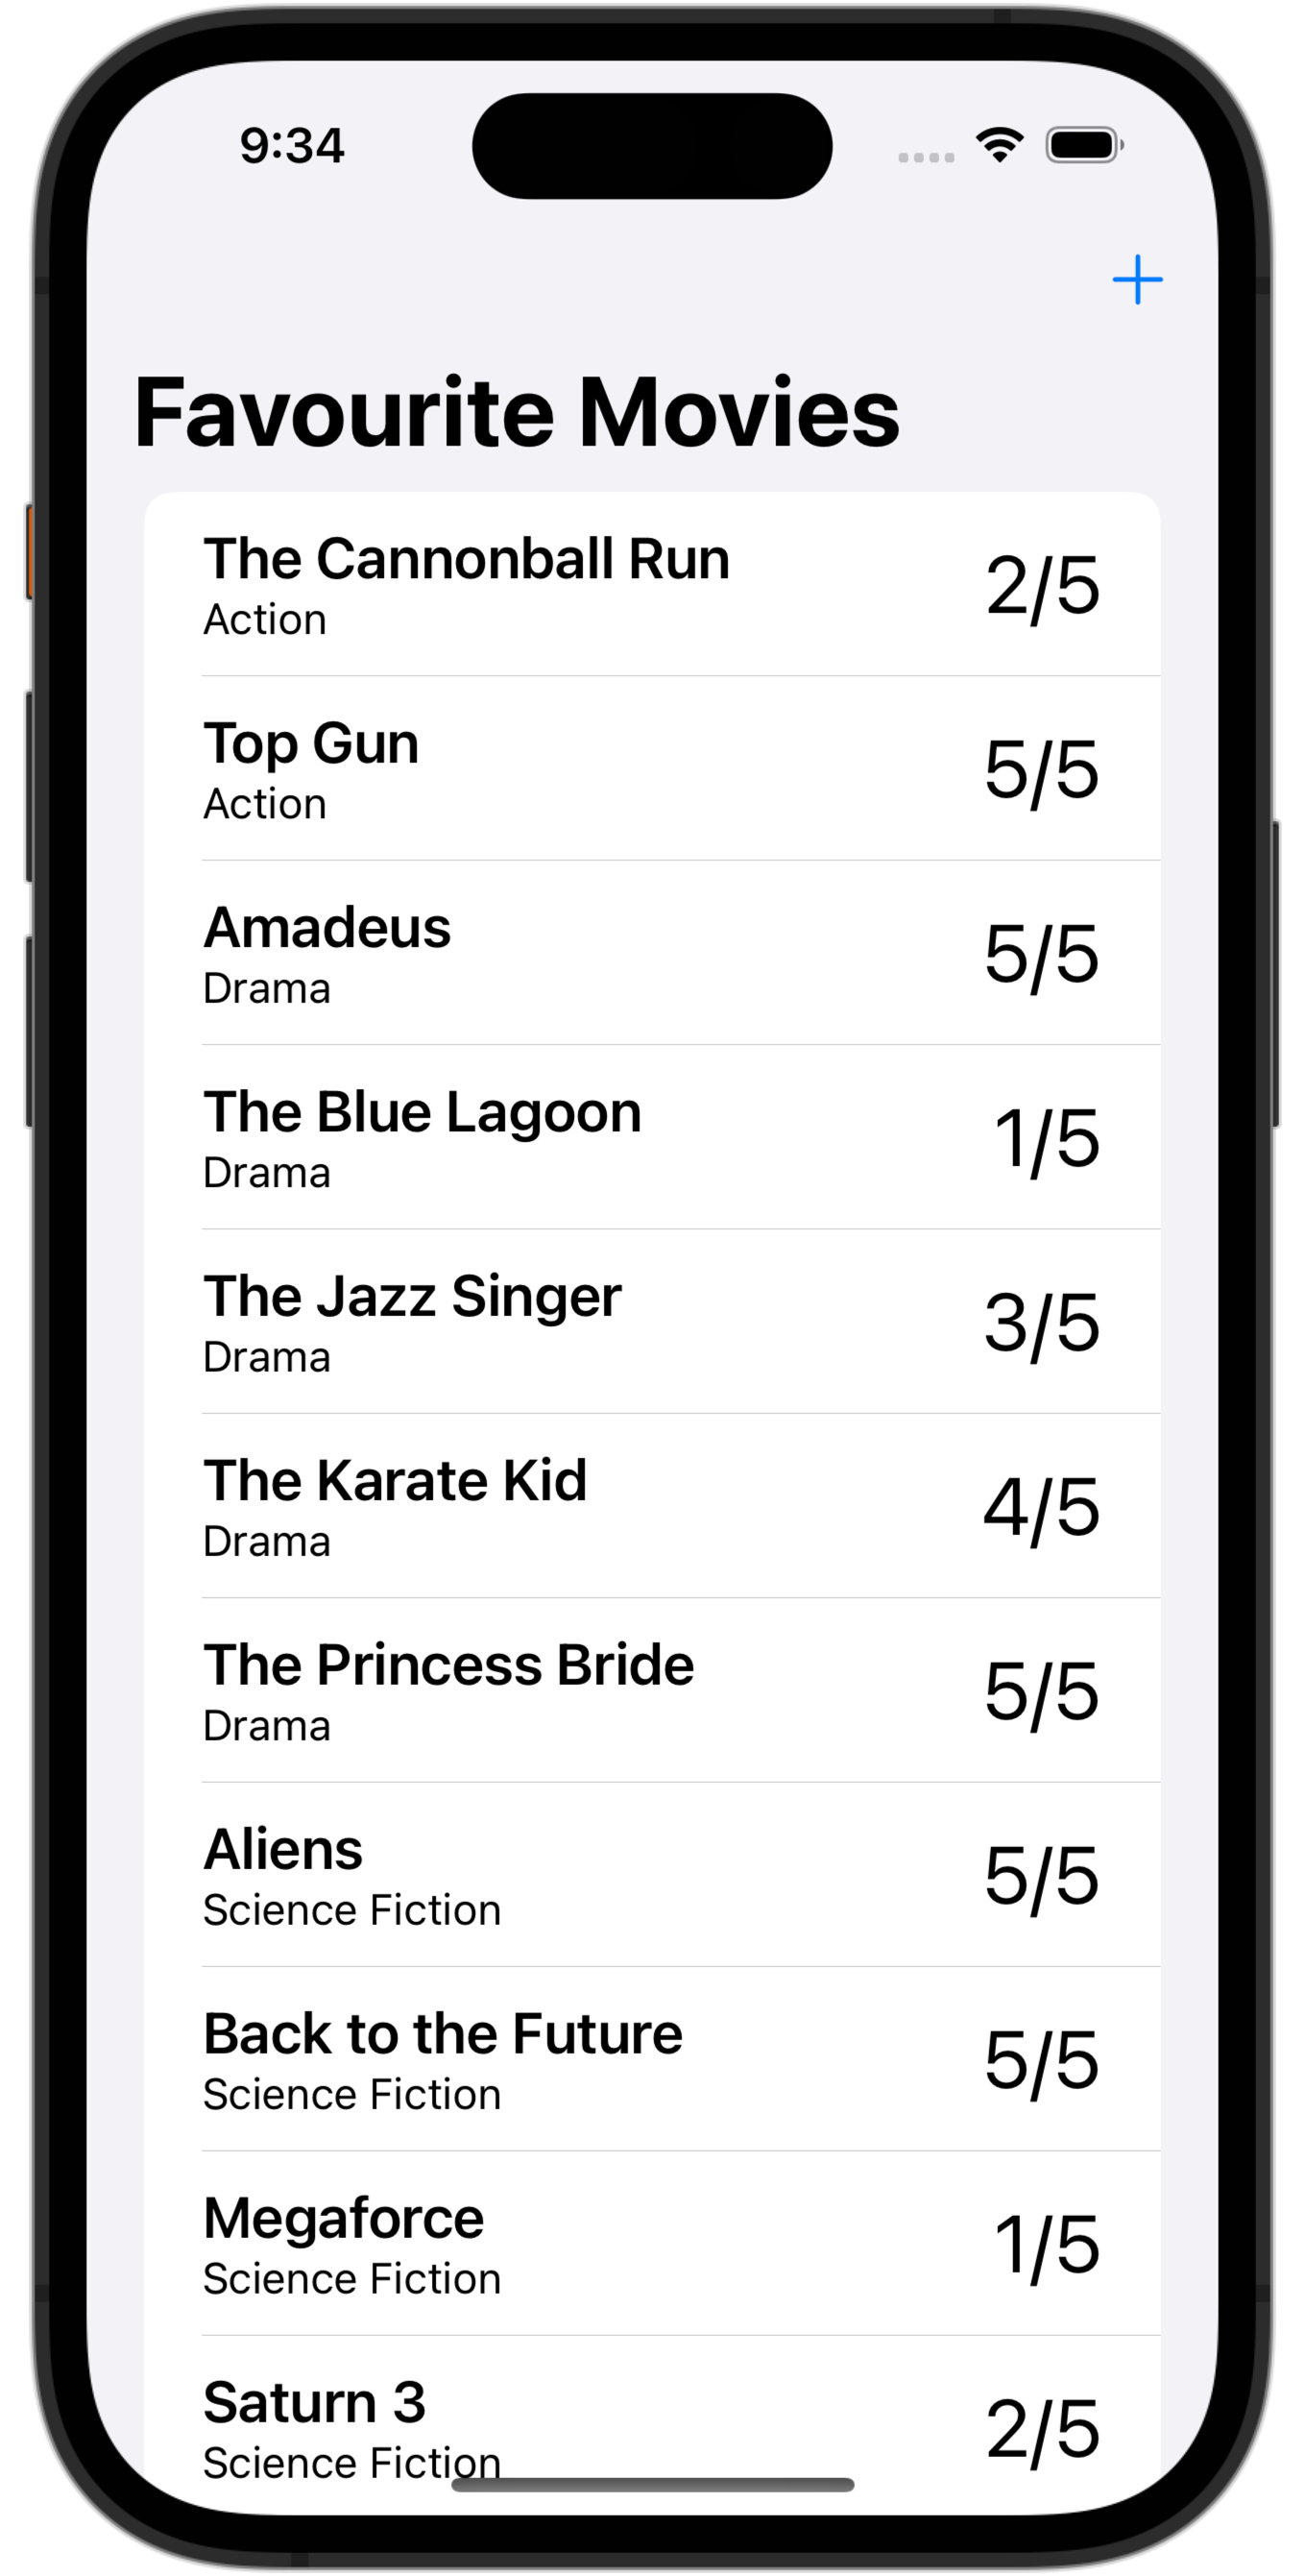 9:34
Favourite Movies
The Cannonball Run
Action
2/5
Top Gun
Action
5/5
Amadeus
Drama
5/5
The Blue Lagoon
Drama
1/5
The Jazz Singer
Drama
3/5
The Karate Kid
Drama
4/5
The Princess Bride
Drama
5/5
Aliens
Science Fiction
5/5
Back to the Future
Science Fiction
5/5
Megaforce
Science Fiction
1/5
Saturn 3
Science Fiction
2/5